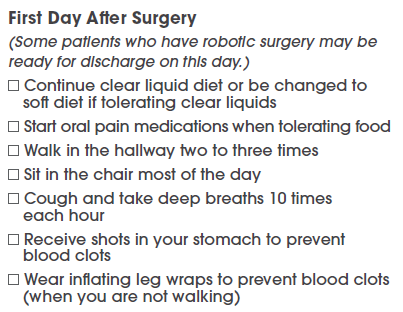 First Day After Surgery
(Some patients who have robotic surgery may be
ready for discharge on this day.)
☐ Continue clear liquid diet or be changed to
soft diet if tolerating clear liquids
☐ Start oral pain medications when tolerating food
☐ Walk in the hallway two to three times
☐ Sit in the chair most of the day
☐ Cough and take deep breaths 10 times
each hour
☐ Receive shots in your stomach to prevent
blood clots
☐ Wear inflating leg wraps to prevent blood clots
(when you are not walking)